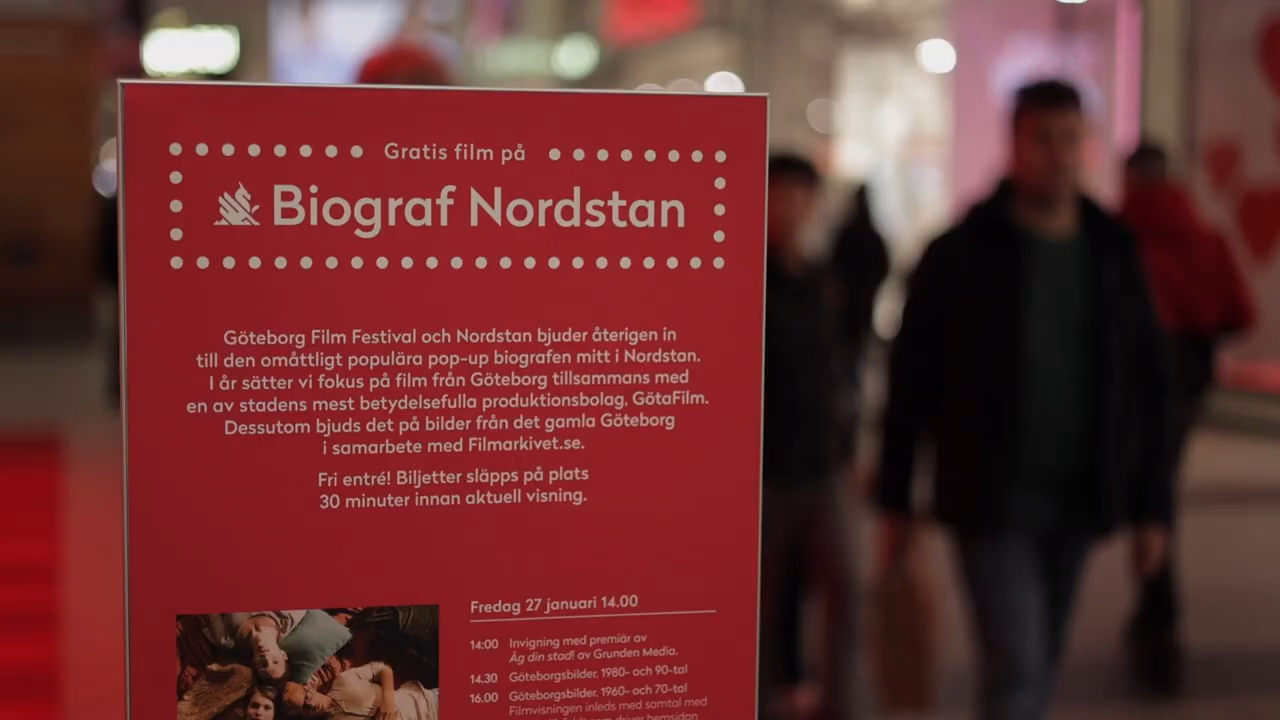 Gratis film på
Biograf Nordstan
Göteborg Film Festival och Nordstan bjuder återigen in
till den omåttligt populära pop-up biografen mitt i Nordstan.
I år sätter vi fokus på film från Göteborg tillsammans med
en av stadens mest betydelsefulla produktionsbolag, GötaFilm.
Dessutom bjuds det på bilder från det gamla Göteborg
i samarbete med Filmarkivet.se.
Fri entré! Biljetter släpps på plats
30 minuter innan aktuell visning.
Fredag 27 januari 14.00
14:00 Invigning med premiär av
Äg din stad! av Grunden Media.
14.30 Göteborgsbilder. 1980- och 90-tal
16.00 Göteborgsbilder. 1960- och 70-tal
Filmvisningen inleds med samtal med
som driver hemsidan